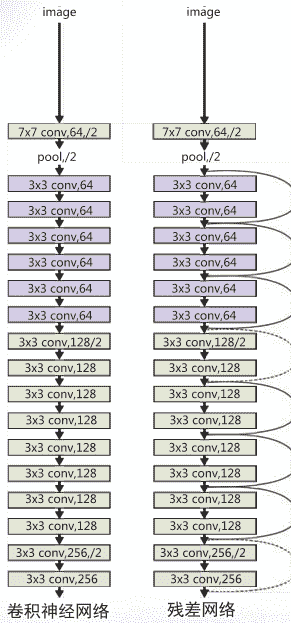 image
7x7 conv,64,/2
pool,/2
3x3 conv,64
3x3 conv,64
3x3 conv,64
3x3 conv,64
3x3 conv,64
3x3 conv,64
3x3 conv,128/2
3x3 conv,128
3x3 conv,128
3x3 conv,128
3x3 conv,128
3x3 conv,128
3x3 conv,128
3x3 conv,128
3x3 conv,256,/2
3x3 conv,256
卷积神经网络
image
7x7 conv,64,/2
pool,/2
3x3 conv,64
3x3 conv,64
3x3 conv,64
3x3 conv,64
3x3 conv,64
3x3 conv,64
3x3 conv,128/2
3x3 conv,128
3x3 conv,128
3x3 conv,128
3x3 conv,128
3x3 conv,128
3x3 conv,128
3x3 conv,128
3x3 conv,256,/2
3x3 conv,256
残差网络